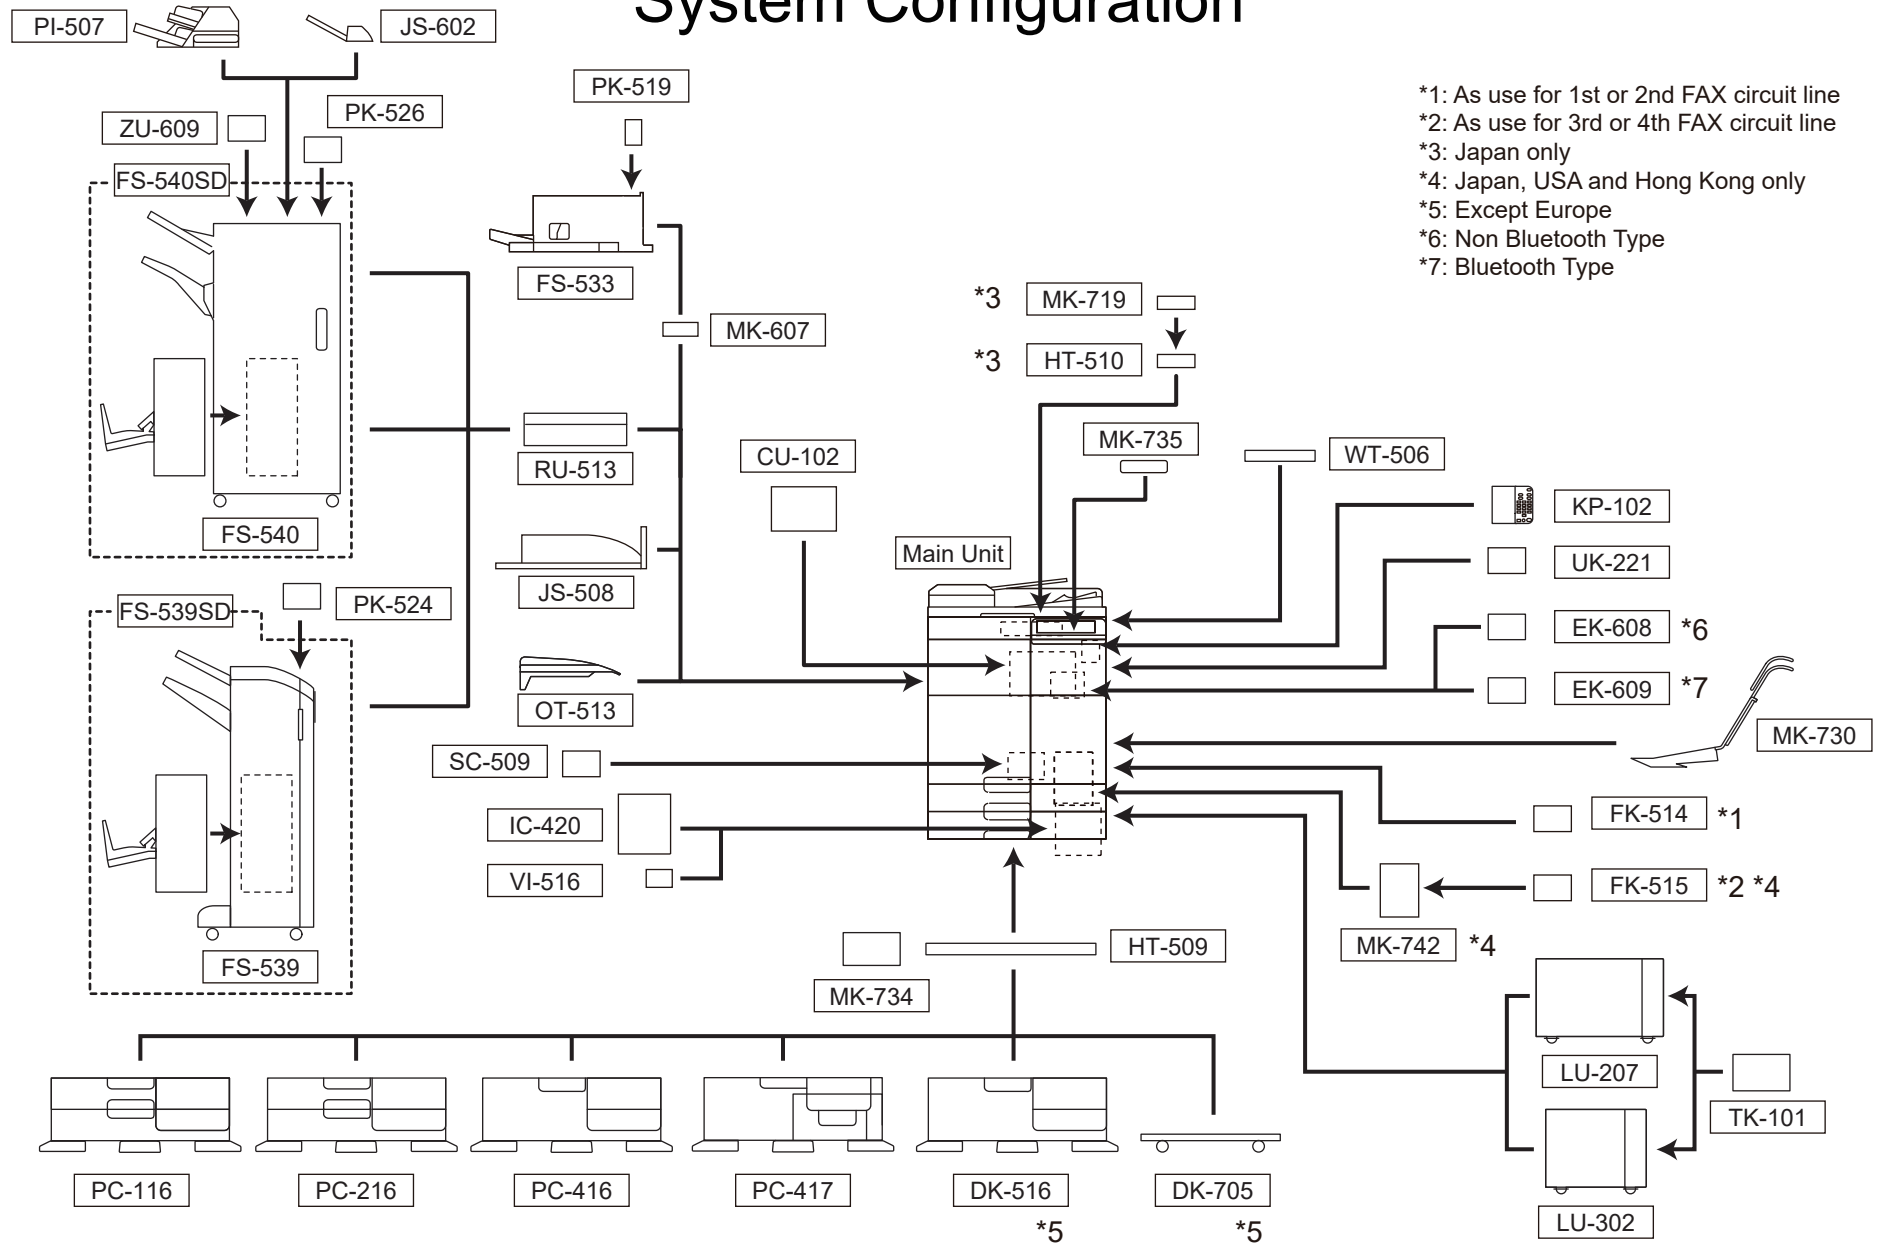 System Configuration
PI-507
JS-602
PK-519
PK-526
ZU-609
FS-540SD
*1: As use for 1st or 2nd FAX circuit line
*2: As use for 3rd or 4th FAX circuit line
*3: Japan only
*4: Japan, USA and Hong Kong only
*5: Except Europe
*6: Non Bluetooth Type
*7: Bluetooth Type
FS-533
*3 MK-719
MK-607
*3 HT-510
MK-735
WT-506
CU-102
RU-513
KP-102
FS-540
Main Unit
UK-221
JS-508
PK-524
FS-539SD
EK-608 *6
EK-609 *7
OT-513
MK-730
SC-509
IC-420
FK-514 *1
VI-516
FK-515 *2 *4
HT-509
MK-742 *4
FS-539
MK-734
LU-207
TK-101
PC-116
PC-216
PC-416
PC-417
DK-516
DK-705
LU-302
*5
*5